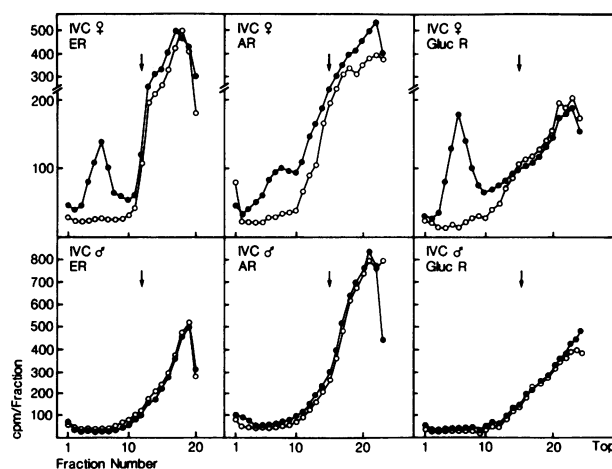 IVC ♀
ER
IVC ♀
AR
IVC ♀
Gluc R
500
400
300
200
100
IVC ♂
ER
IVC ♂
AR
IVC ♂
Gluc R
800
700
600
500
400
300
200
100
cpm/Fraction
1 10 20 1 10 20 1 10 20 Top
Fraction Number